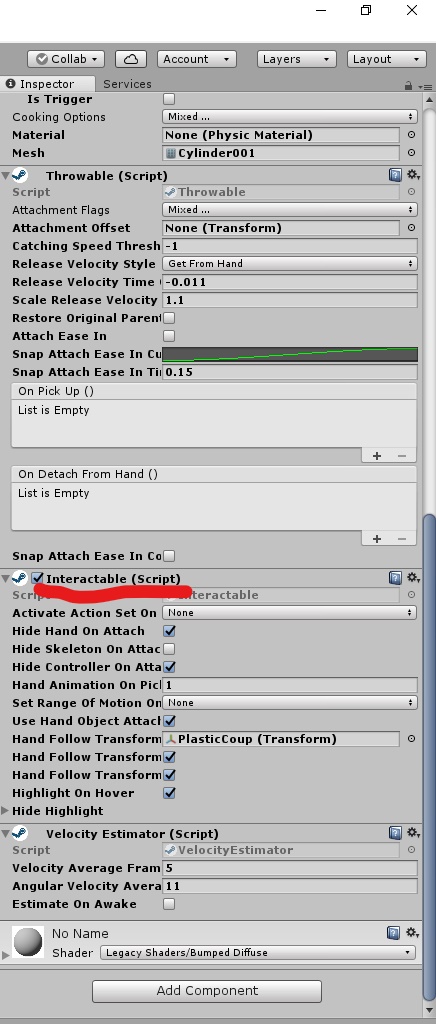 Collab
Account
Layers
Layout
Inspector
Services
Is Trigger
Cooking Options
Mixed ...
Material
None (Physic Material)
Mesh
Cylinder001
Throwable (Script)
Script
Throwable
Attachment Flags
Mixed ...
Attachment Offset
None (Transform)
Catching Speed Thresh
-1
Release Velocity Style
Get From Hand
Release Velocity Time
-0.011
Scale Release Velocity
1.1
Restore Original Parent
Attach Ease In
Snap Attach Ease In Cu
Snap Attach Ease In Ti
0.15
On Pick Up ()
List is Empty
+ −
On Detach From Hand ()
List is Empty
+ −
Snap Attach Ease In Co
Interactable (Script)
Script
Interactable
Activate Action Set On
None
Hide Hand On Attach
Hide Skeleton On Attac
Hide Controller On Atta
Hand Animation On Pic
1
Set Range Of Motion On
None
Use Hand Object Attach
Hand Follow Transform
PlasticCoup (Transform)
Hand Follow Transform
Hand Follow Transform
Highlight On Hover
Hide Highlight
Velocity Estimator (Script)
Script
VelocityEstimator
Velocity Average Fram
5
Angular Velocity Avera
11
Estimate On Awake
No Name
Shader
Legacy Shaders/Bumped Diffuse
Add Component